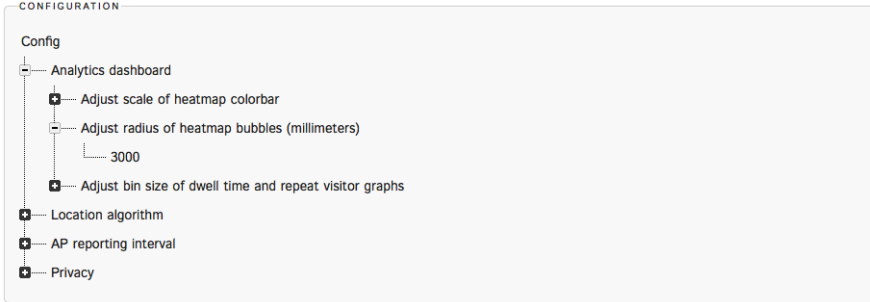 CONFIGURATION
Config
Analytics dashboard
Adjust scale of heatmap colorbar
Adjust radius of heatmap bubbles (millimeters)
3000
Adjust bin size of dwell time and repeat visitor graphs
Location algorithm
AP reporting interval
Privacy